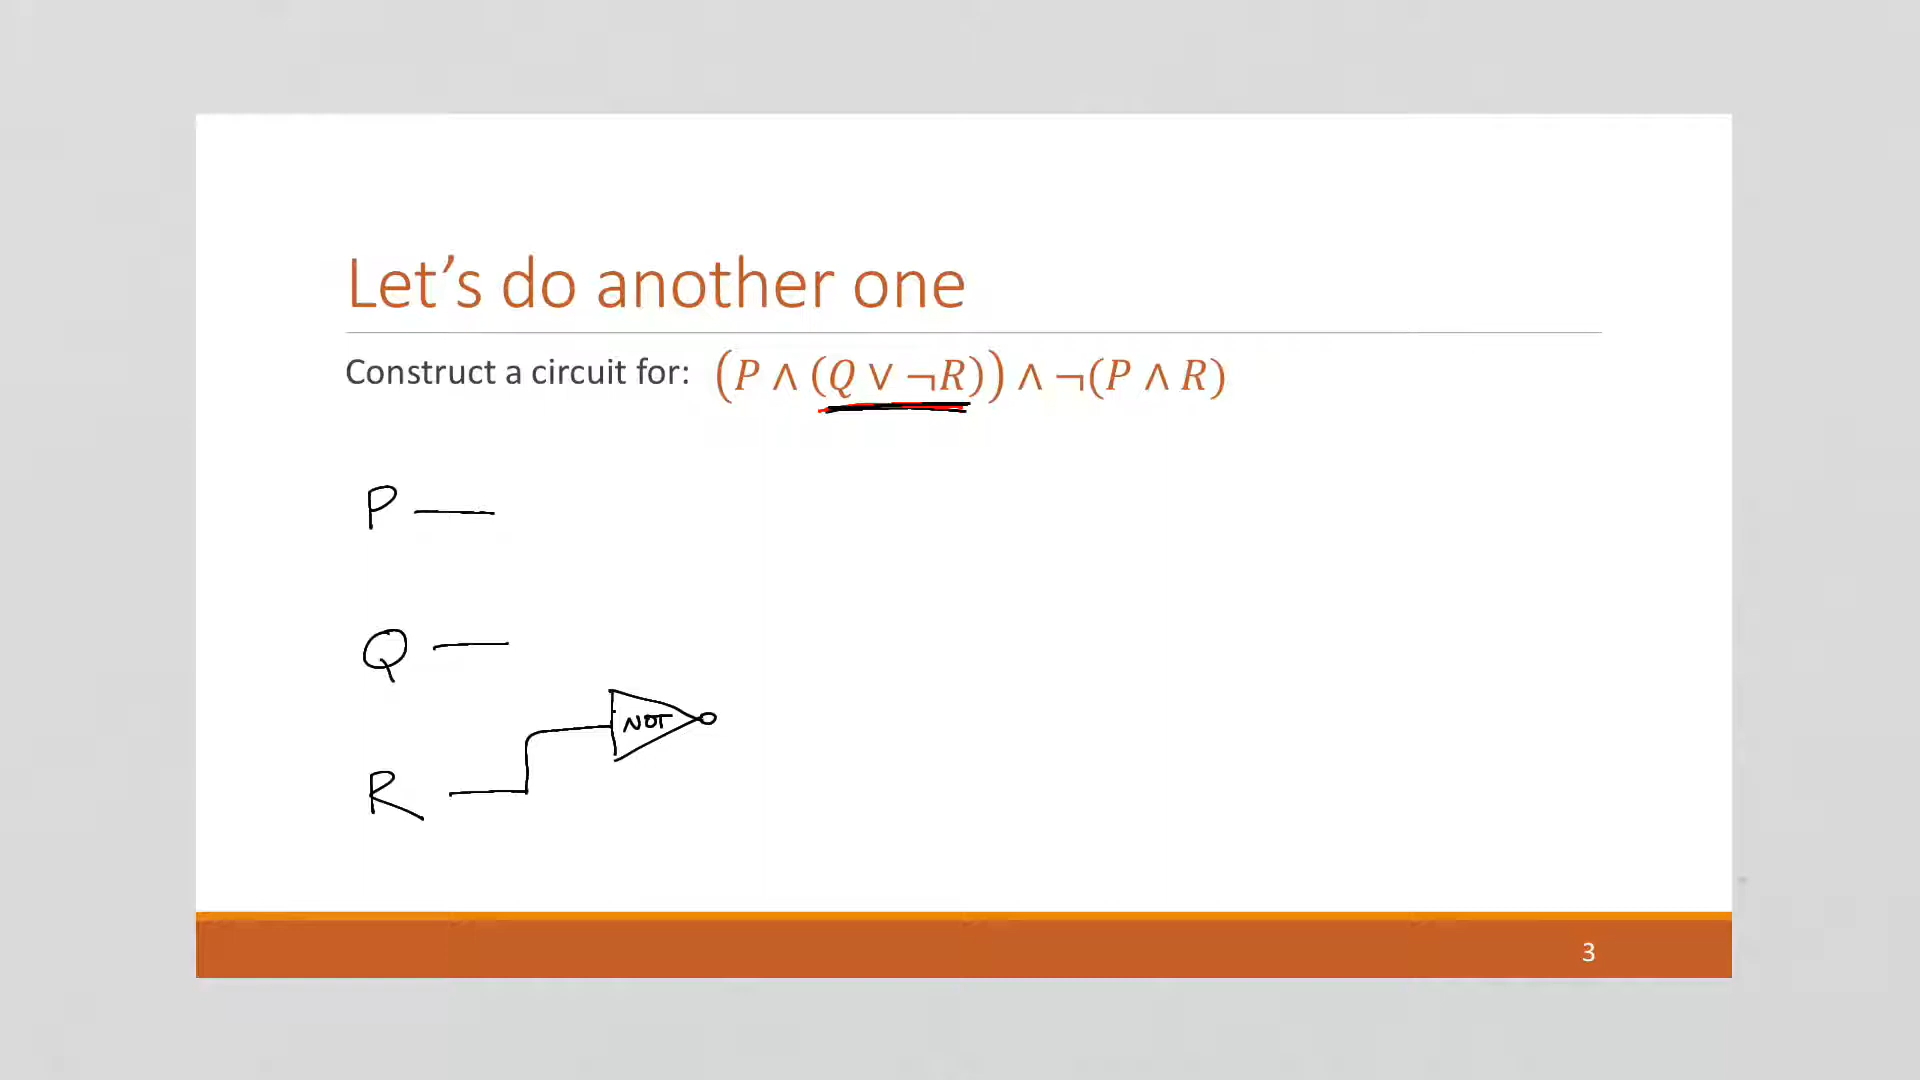 Let’s do another one
Construct a circuit for: (P ∧ (Q ∨ ¬R)) ∧ ¬(P ∧ R)
P
Q
NOT
R
3